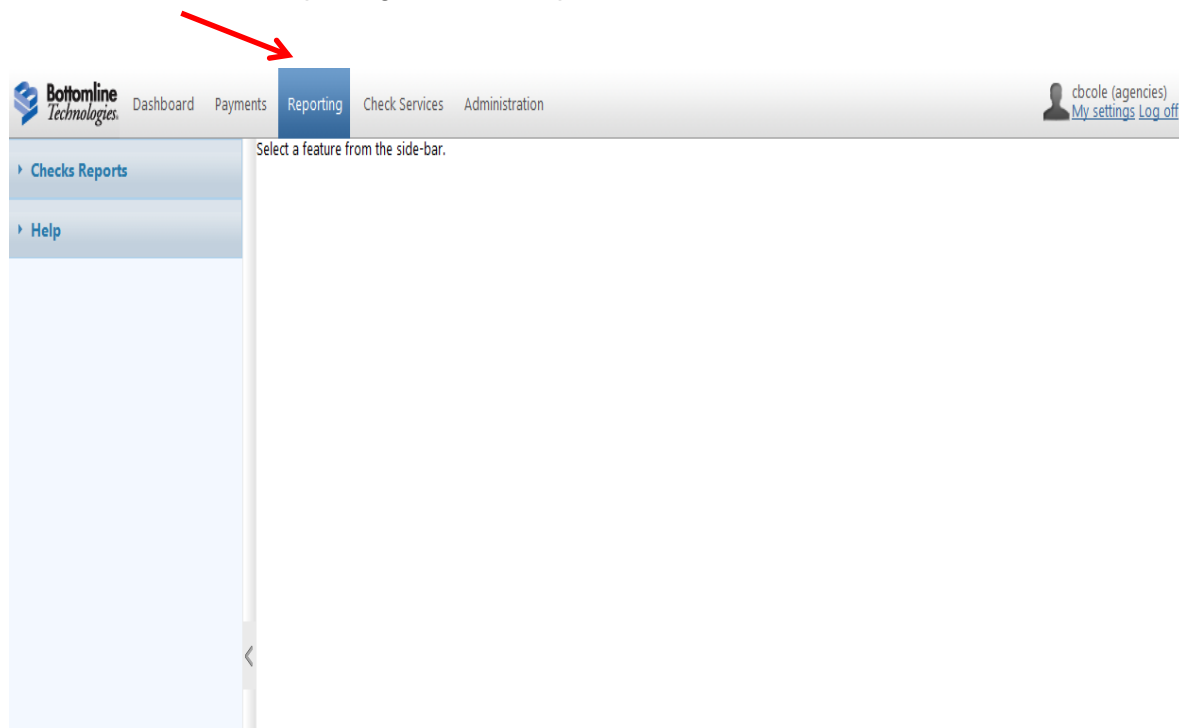 Bottomline
Technologies.
Dashboard Payments Reporting Check Services Administration
cbcole (agencies)
My settings Log off
Select a feature from the side-bar.
Checks Reports
Help